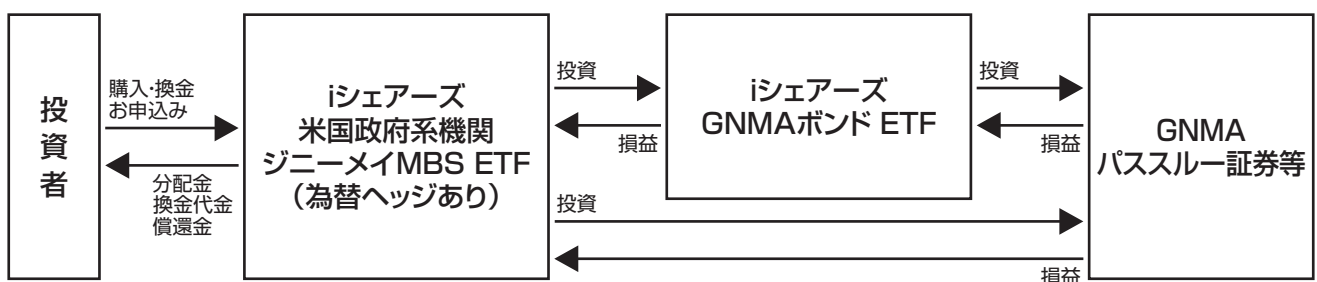 投資者
購入・換金
お申込み
分配金
換金代金
償還金
iシェアーズ
米国政府系機関
ジニーメイMBS ETF
（為替ヘッジあり）
投資
損益
iシェアーズ
GNMAボンド ETF
投資
損益
投資
損益
GNMA
パススルー証券等